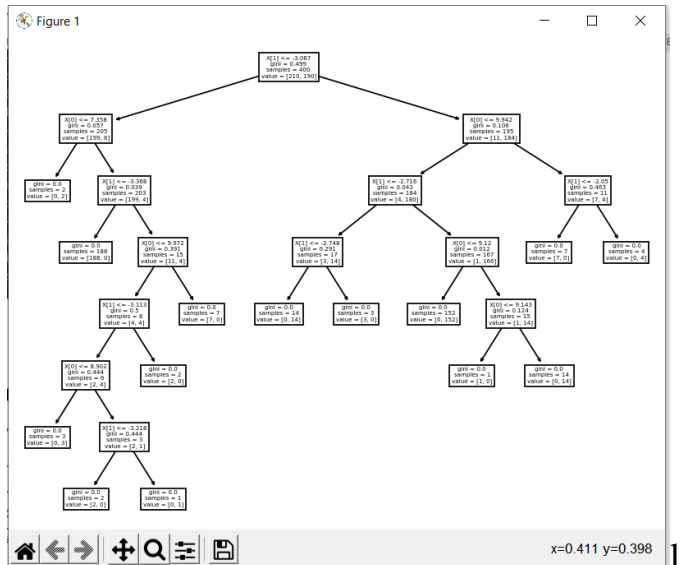 Figure 1
X[1] <= -3.067
gini = 0.499
samples = 400
value = [210, 190]
X[0] <= 7.358
gini = 0.057
samples = 205
value = [199, 6]
X[0] <= 9.942
gini = 0.106
samples = 195
value = [11, 184]
gini = 0.0
samples = 2
value = [0, 2]
X[1] <= -3.368
gini = 0.039
samples = 203
value = [199, 4]
X[1] <= -2.716
gini = 0.043
samples = 184
value = [4, 180]
X[1] <= -2.05
gini = 0.463
samples = 11
value = [7, 4]
gini = 0.0
samples = 188
value = [188, 0]
X[0] <= 9.972
gini = 0.391
samples = 15
value = [11, 4]
X[1] <= -2.748
gini = 0.291
samples = 17
value = [3, 14]
X[0] <= 9.12
gini = 0.012
samples = 167
value = [1, 166]
gini = 0.0
samples = 7
value = [7, 0]
gini = 0.0
samples = 4
value = [0, 4]
X[1] <= -3.113
gini = 0.5
samples = 8
value = [4, 4]
gini = 0.0
samples = 7
value = [7, 0]
gini = 0.0
samples = 14
value = [0, 14]
gini = 0.0
samples = 3
value = [3, 0]
gini = 0.0
samples = 152
value = [0, 152]
X[0] <= 9.143
gini = 0.124
samples = 15
value = [1, 14]
X[0] <= 8.902
gini = 0.444
samples = 6
value = [2, 4]
gini = 0.0
samples = 2
value = [2, 0]
gini = 0.0
samples = 1
value = [1, 0]
gini = 0.0
samples = 14
value = [0, 14]
gini = 0.0
samples = 3
value = [0, 3]
X[1] <= -3.218
gini = 0.444
samples = 3
value = [2, 1]
gini = 0.0
samples = 2
value = [2, 0]
gini = 0.0
samples = 1
value = [0, 1]
x=0.411 y=0.398